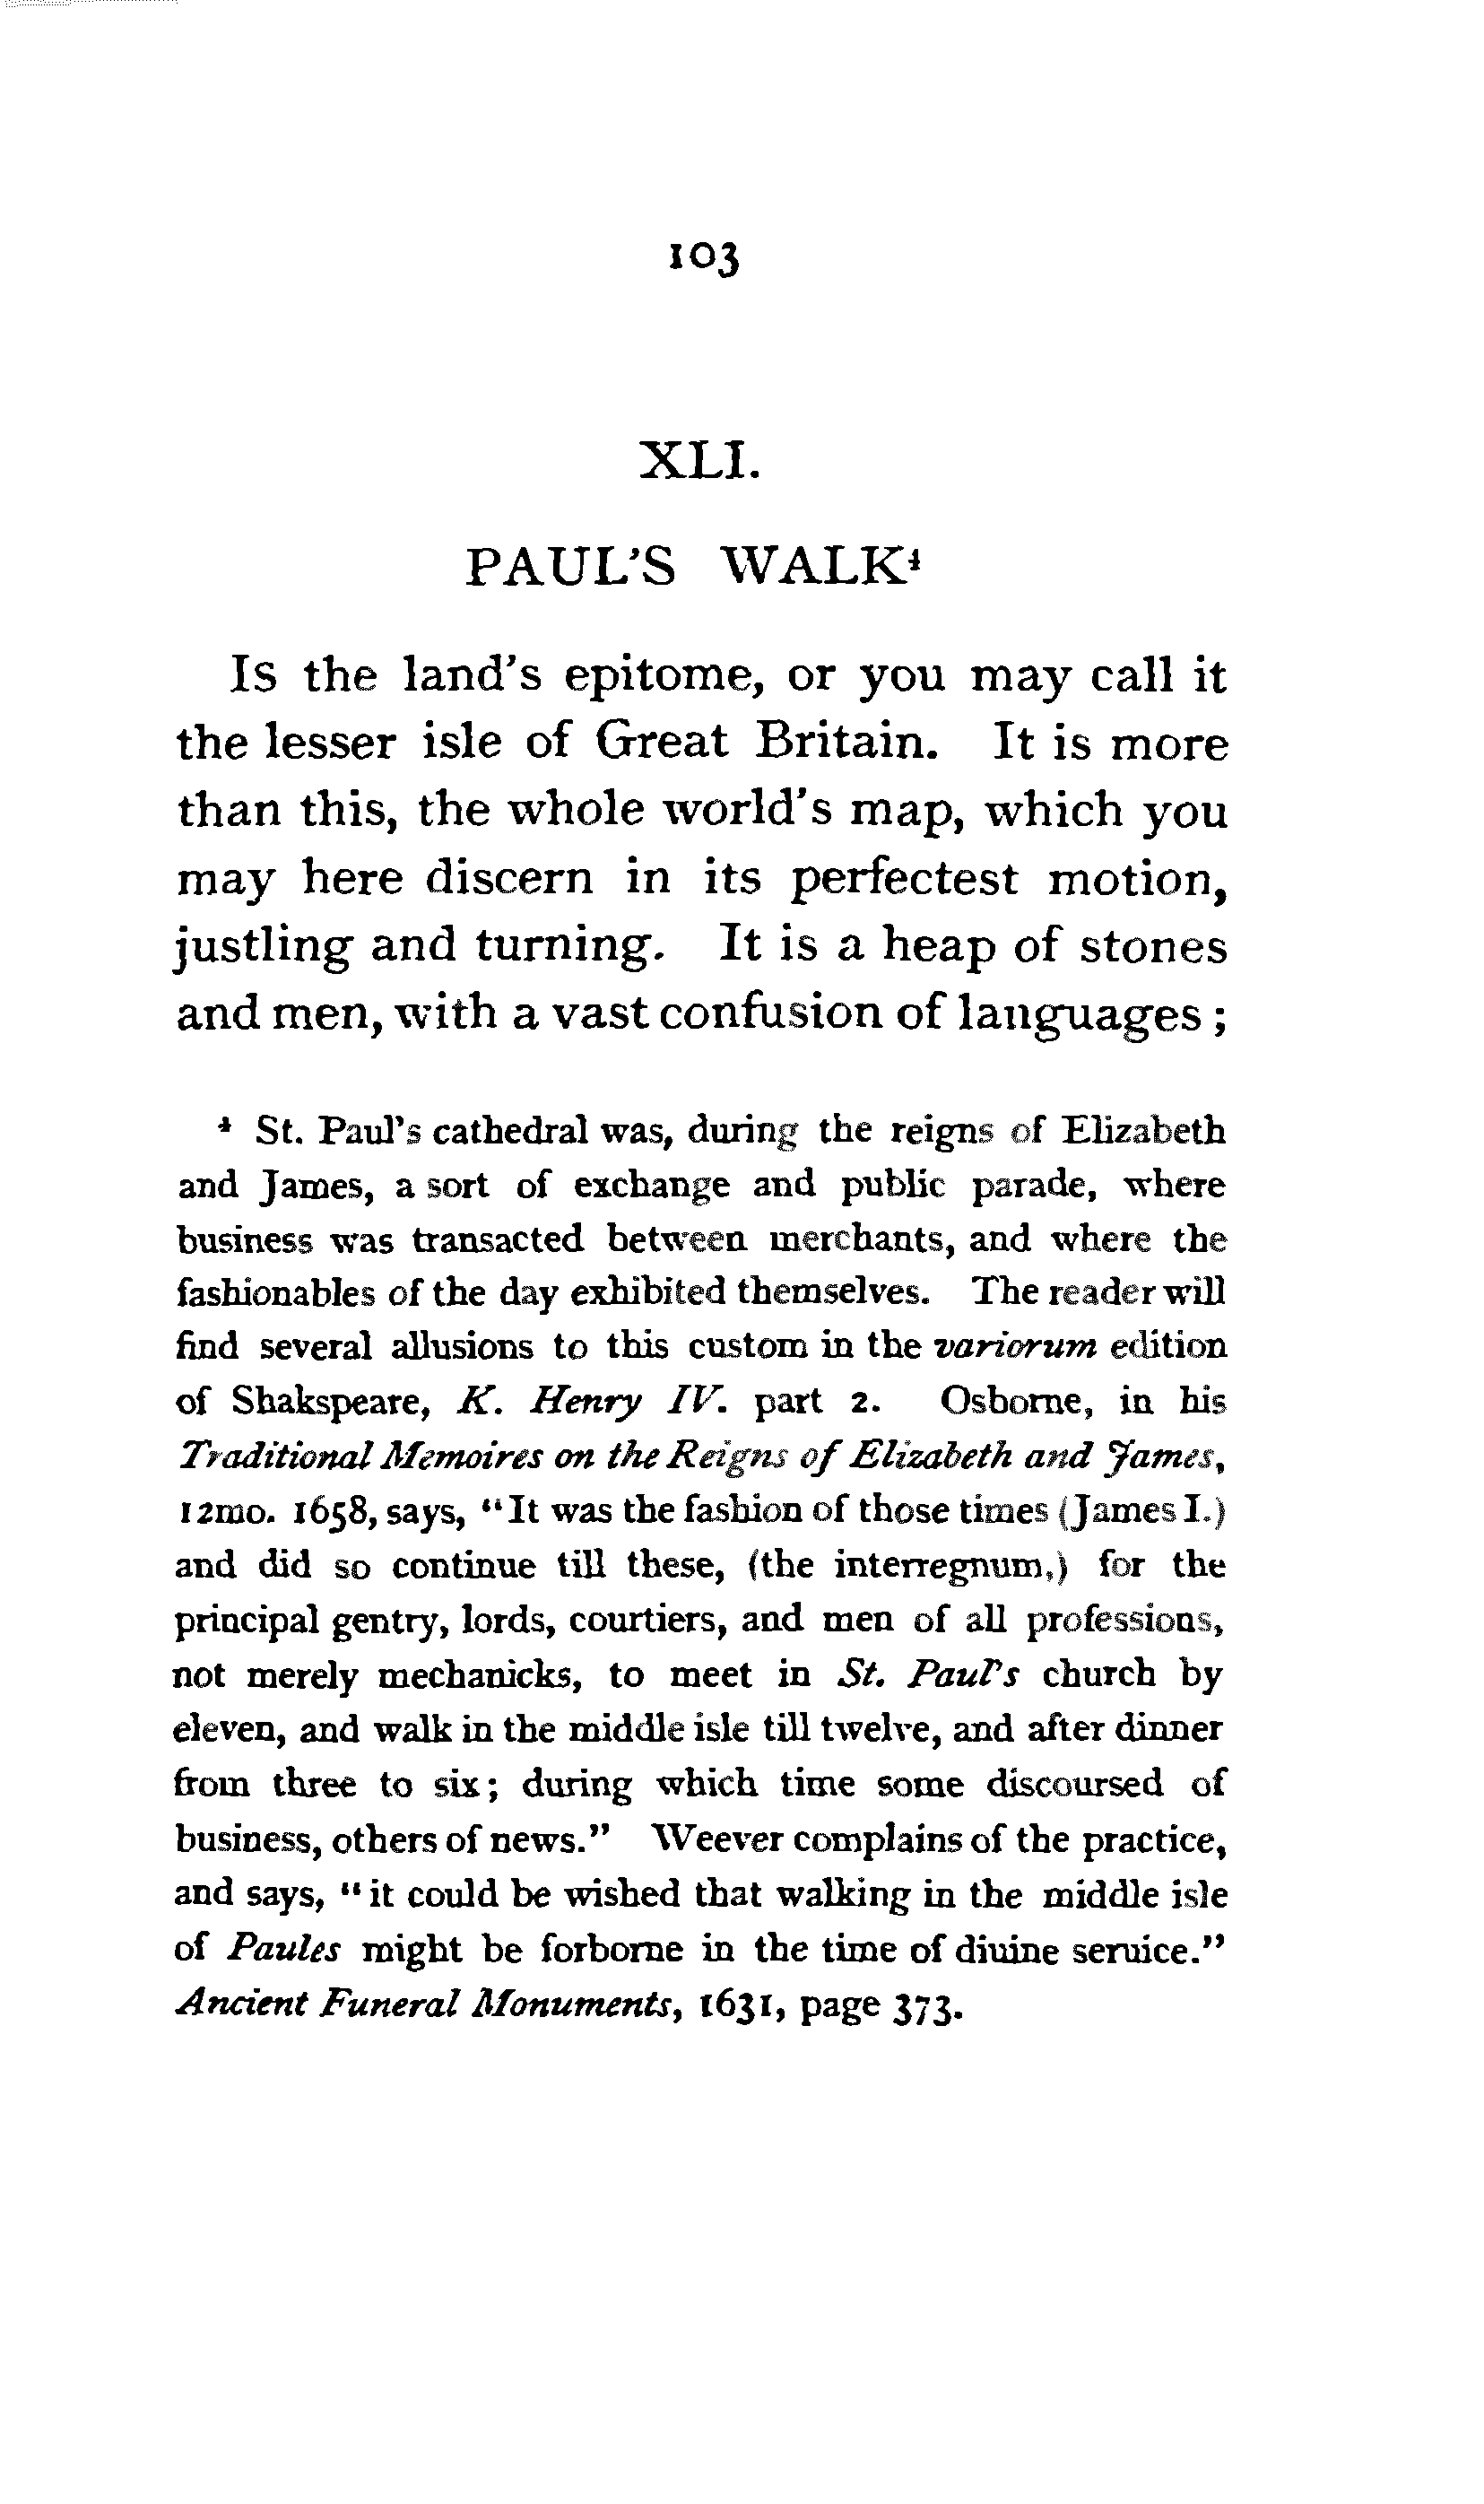 103
XLI.
PAUL'S WALK⁴
Is the land's epitome, or you may call it
the lesser isle of Great Britain. It is more
than this, the whole world's map, which you
may here discern in its perfectest motion,
justling and turning. It is a heap of stones
and men, with a vast confusion of languages ;
⁴ St. Paul's cathedral was, during the reigns of Elizabeth
and James, a sort of exchange and public parade, where
business was transacted between merchants, and where the
fashionables of the day exhibited themselves. The reader will
find several allusions to this custom in the variorum edition
of Shakspeare, K. Henry IV. part 2. Osborne, in his
Traditional Memoires on the Reigns of Elizabeth and James,
12mo. 1658, says, "It was the fashion of those times (James I.)
and did so continue till these, (the interregnum,) for the
principal gentry, lords, courtiers, and men of all professions,
not merely mechanicks, to meet in St. Paul's church by
eleven, and walk in the middle isle till twelve, and after dinner
from three to six; during which time some discoursed of
business, others of news." Weever complains of the practice,
and says, "it could be wished that walking in the middle isle
of Paules might be forborne in the time of diuine seruice."
Ancient Funeral Monuments, 1631, page 373.